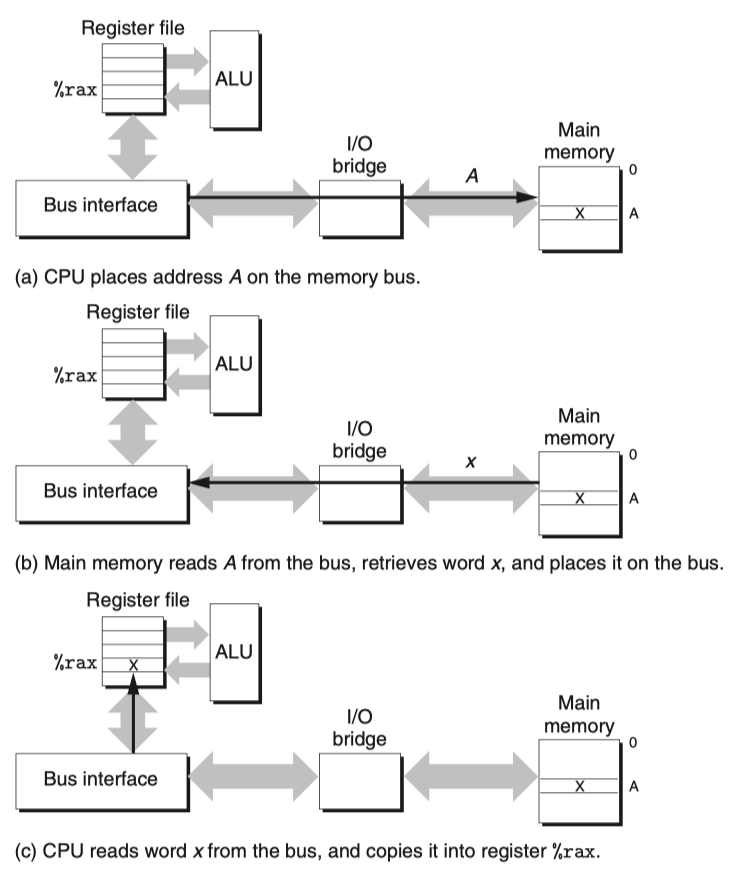 Register file
%rax
ALU
I/O
bridge
Main
memory
0
A
Bus interface
X
A
(a) CPU places address A on the memory bus.
Register file
%rax
ALU
I/O
bridge
Main
memory
0
x
Bus interface
X
A
(b) Main memory reads A from the bus, retrieves word x, and places it on the bus.
Register file
%rax
X
ALU
I/O
bridge
Main
memory
0
Bus interface
X
A
(c) CPU reads word x from the bus, and copies it into register %rax.